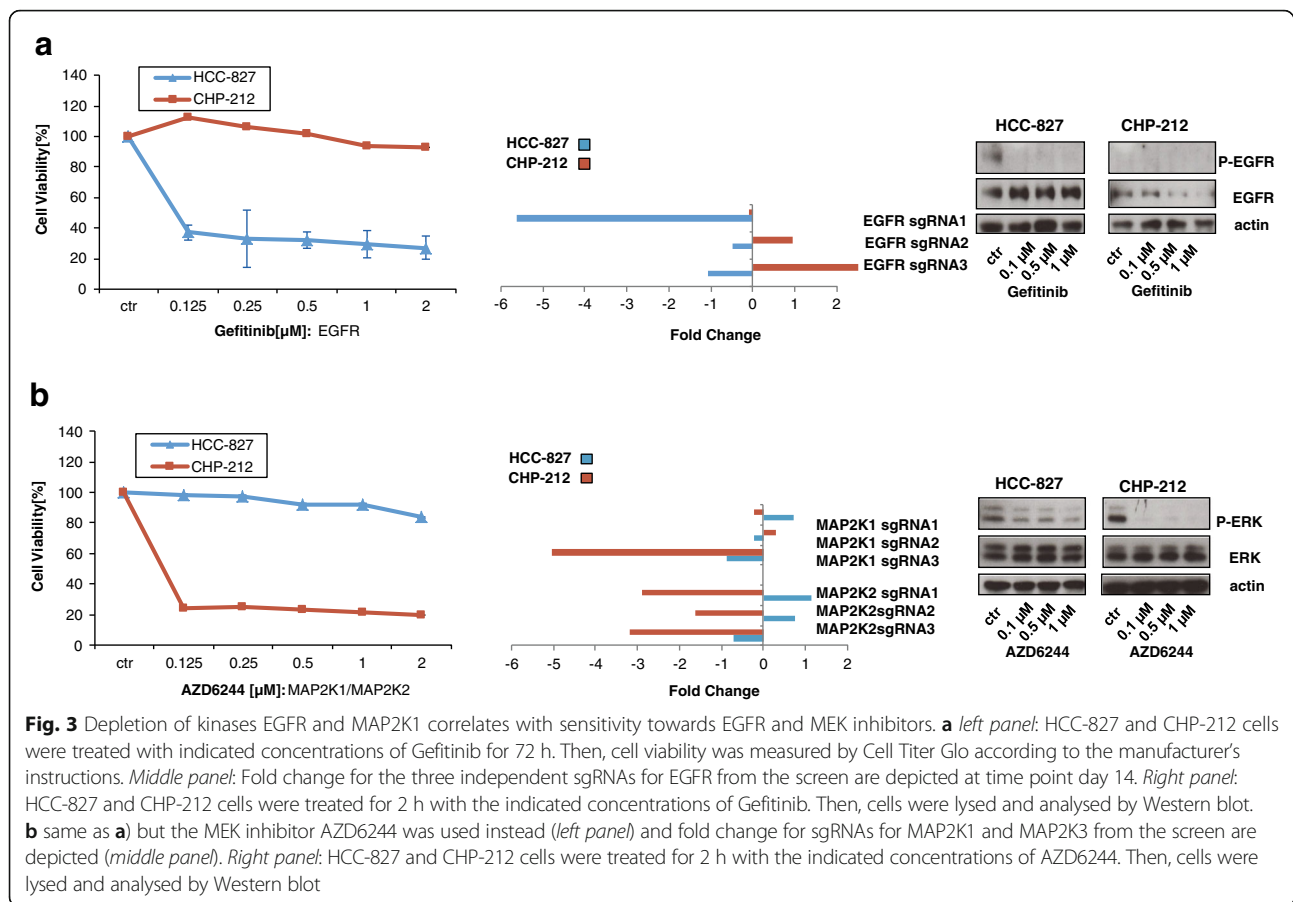 a
140
120
100
80
60
40
20
0
Cell Viability[%]
HCC-827
CHP-212
ctr 0.125 0.25 0.5 1 2
Gefitinib[µM]: EGFR
HCC-827
CHP-212
EGFR sgRNA1
EGFR sgRNA2
EGFR sgRNA3
-6 -5 -4 -3 -2 -1 0 1 2
Fold Change
HCC-827 CHP-212
P-EGFR
EGFR
actin
ctr 0.1 µM 0.5 µM 1 µM
Gefitinib
ctr 0.1 µM 0.5 µM 1 µM
Gefitinib
b
140
120
100
80
60
40
20
0
Cell Viability[%]
HCC-827
CHP-212
ctr 0.125 0.25 0.5 1 2
AZD6244 [µM]: MAP2K1/MAP2K2
HCC-827
CHP-212
MAP2K1 sgRNA1
MAP2K1 sgRNA2
MAP2K1 sgRNA3
MAP2K2 sgRNA1
MAP2K2sgRNA2
MAP2K2sgRNA3
-6 -5 -4 -3 -2 -1 0 1 2
Fold Change
HCC-827 CHP-212
P-ERK
ERK
actin
ctr 0.1 µM 0.5 µM 1 µM
AZD6244
ctr 0.1 µM 0.5 µM 1 µM
AZD6244
Fig. 3 Depletion of kinases EGFR and MAP2K1 correlates with sensitivity towards EGFR and MEK inhibitors. a left panel: HCC-827 and CHP-212 cells
were treated with indicated concentrations of Gefitinib for 72 h. Then, cell viability was measured by Cell Titer Glo according to the manufacturer's
instructions. Middle panel: Fold change for the three independent sgRNAs for EGFR from the screen are depicted at time point day 14. Right panel:
HCC-827 and CHP-212 cells were treated for 2 h with the indicated concentrations of Gefitinib. Then, cells were lysed and analysed by Western blot.
b same as a) but the MEK inhibitor AZD6244 was used instead (left panel) and fold change for sgRNAs for MAP2K1 and MAP2K3 from the screen are
depicted (middle panel). Right panel: HCC-827 and CHP-212 cells were treated for 2 h with the indicated concentrations of AZD6244. Then, cells were
lysed and analysed by Western blot